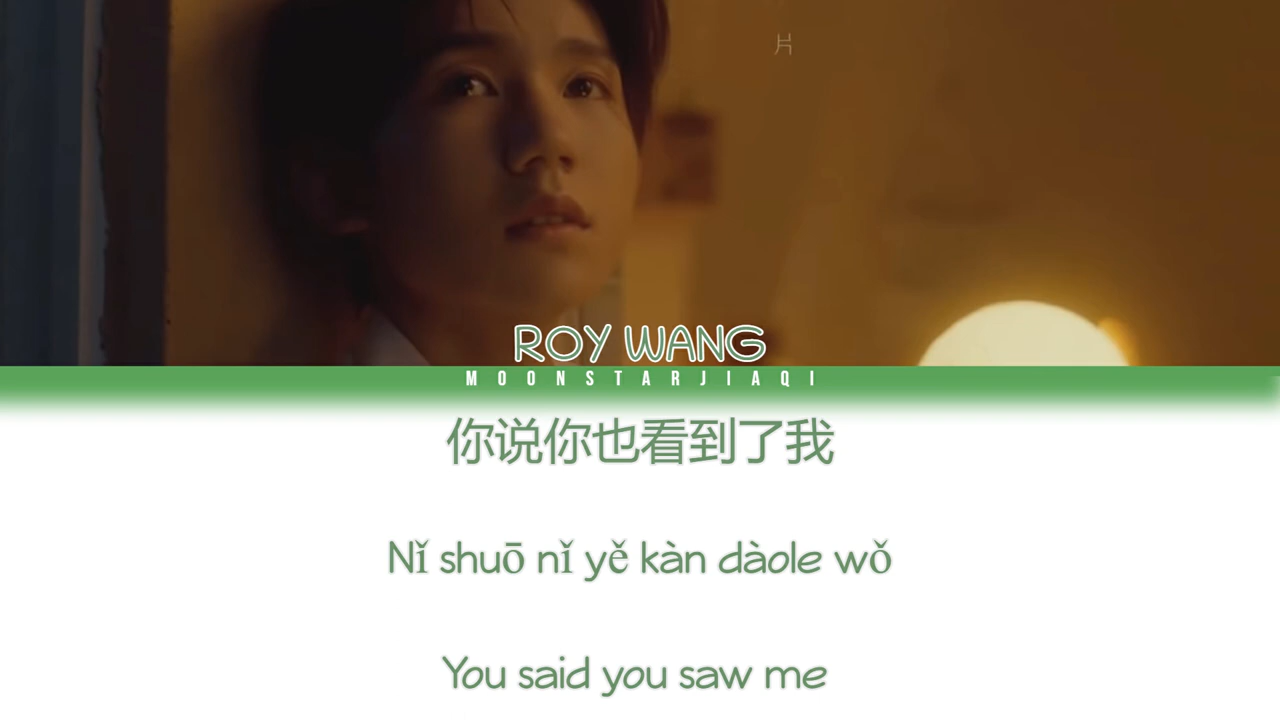 片
ROY WANG
MOONSTARJIAQI
你说你也看到了我
Nǐ shuō nǐ yě kàn dàole wǒ
You said you saw me